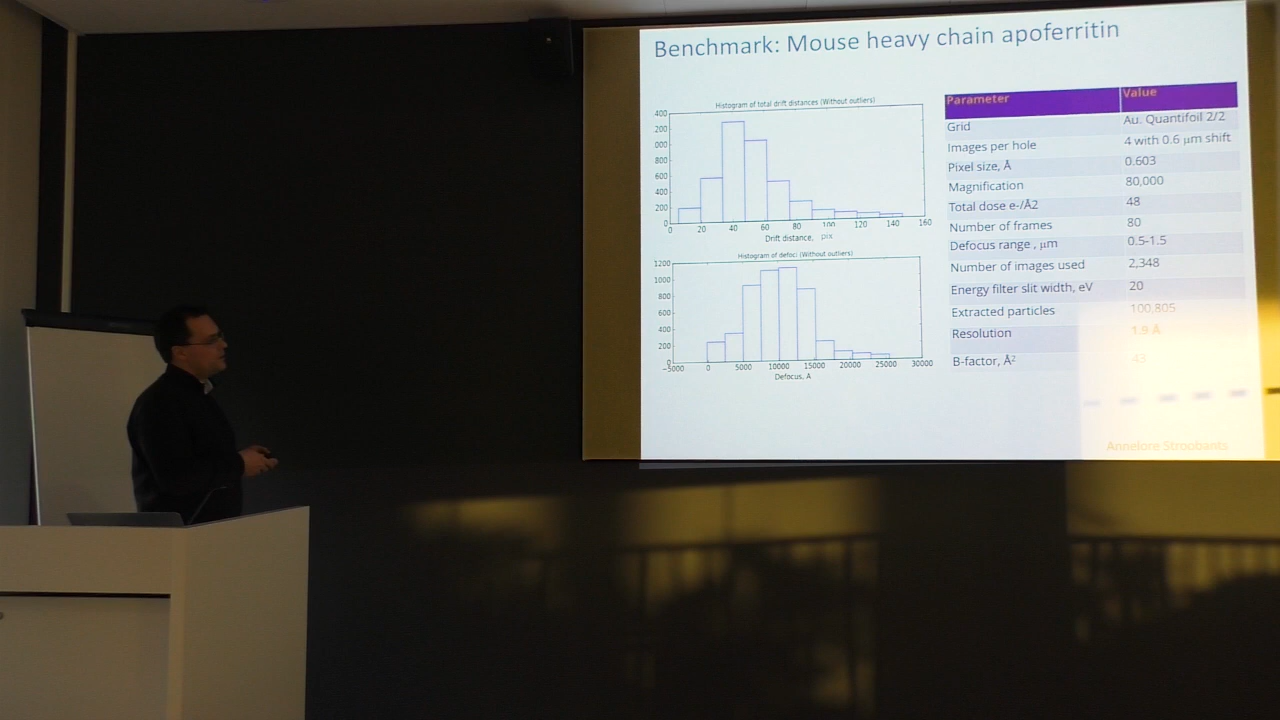 Benchmark: Mouse heavy chain apoferritin
Histogram of total drift distances (Without outliers)
400
200
000
800
600
400
200
0
0 20 40 60 80 100 120 140 160
Drift distance, pix
Histogram of defoci (Without outliers)
1200
1000
800
600
400
200
0
−5000 0 5000 10000 15000 20000 25000 30000
Defocus, A
Parameter Value
Grid Au. Quantifoil 2/2
Images per hole 4 with 0.6 µm shift
Pixel size, Å 0.603
Magnification 80,000
Total dose e-/Å2 48
Number of frames 80
Defocus range , µm 0.5-1.5
Number of images used 2,348
Energy filter slit width, eV 20
Extracted particles 100,805
Resolution 1.9 Å
B-factor, Å² 43
Annelore Stroobants